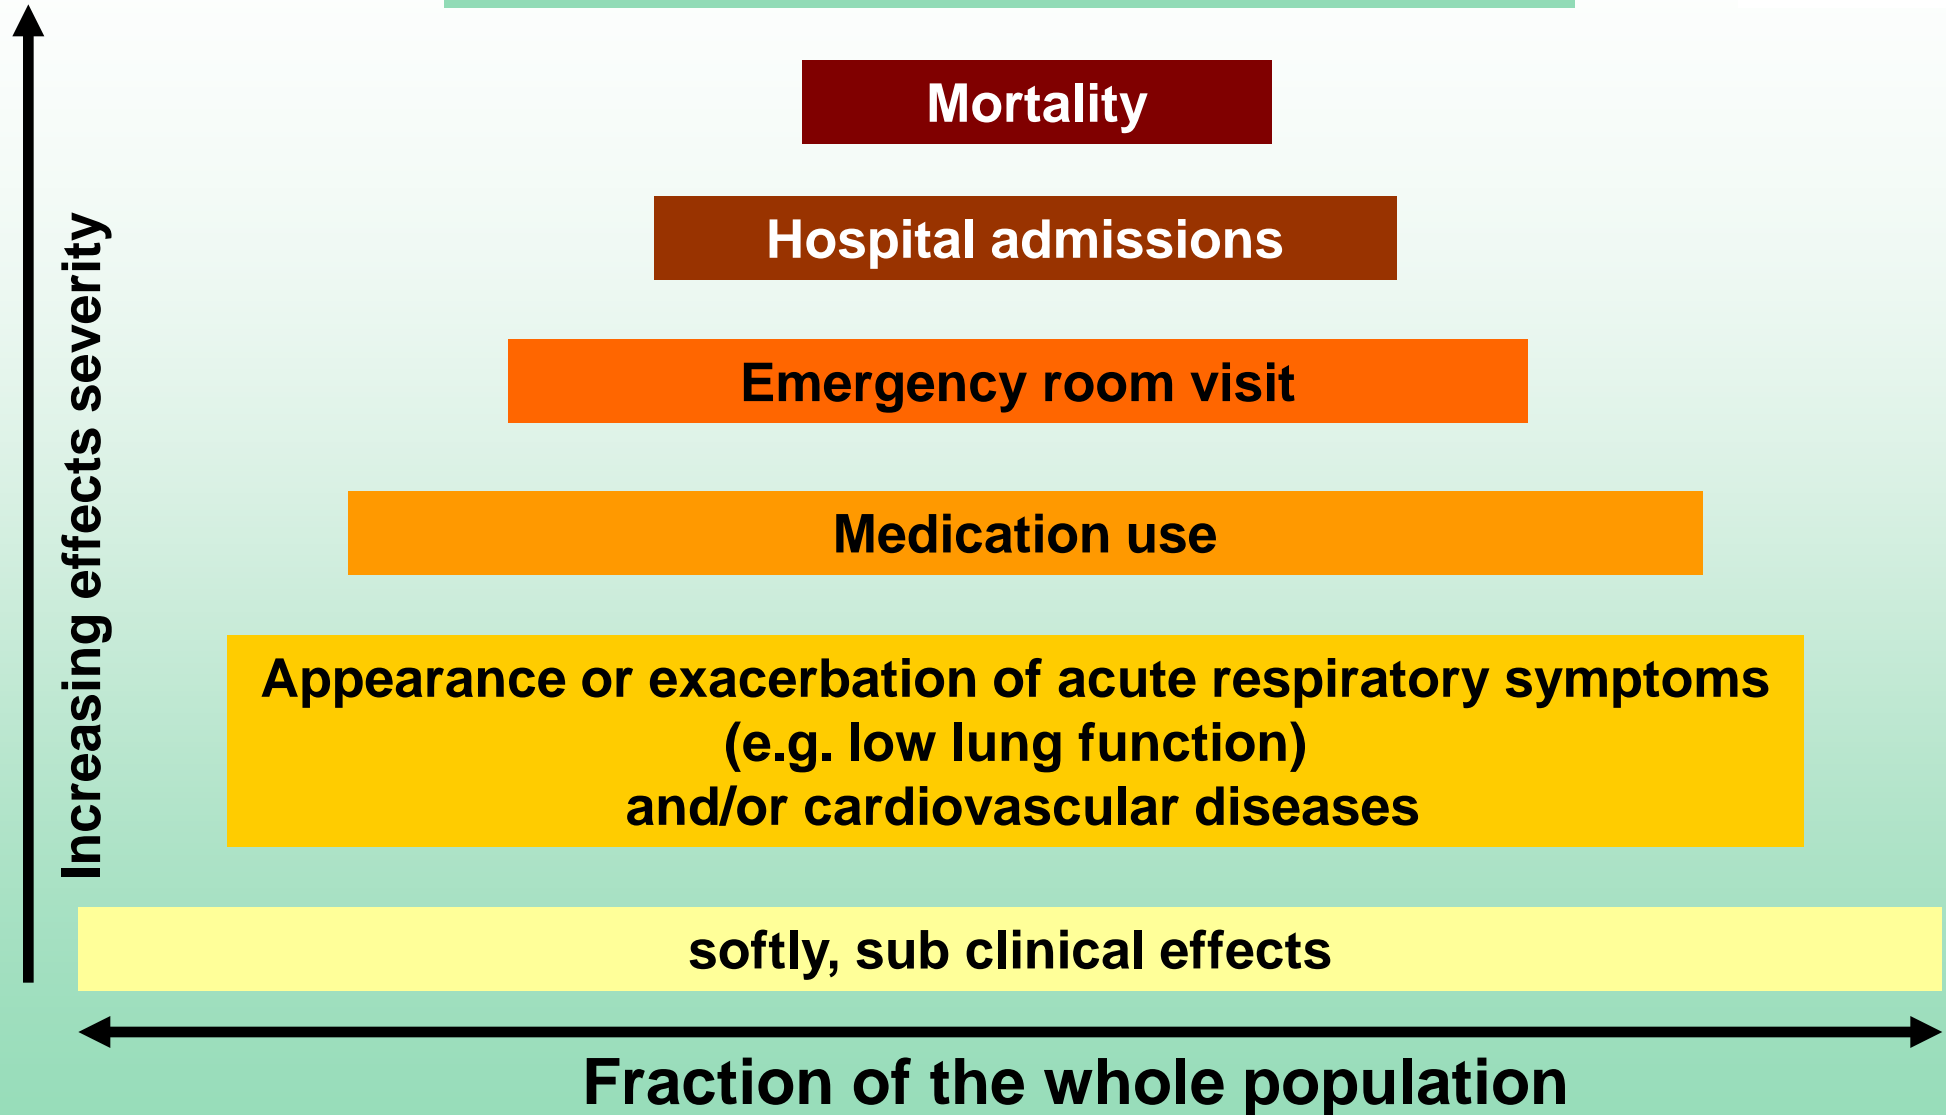 Mortality
Hospital admissions
Emergency room visit
Medication use
Appearance or exacerbation of acute respiratory symptoms
(e.g. low lung function)
and/or cardiovascular diseases
softly, sub clinical effects
Increasing effects severity
Fraction of the whole population